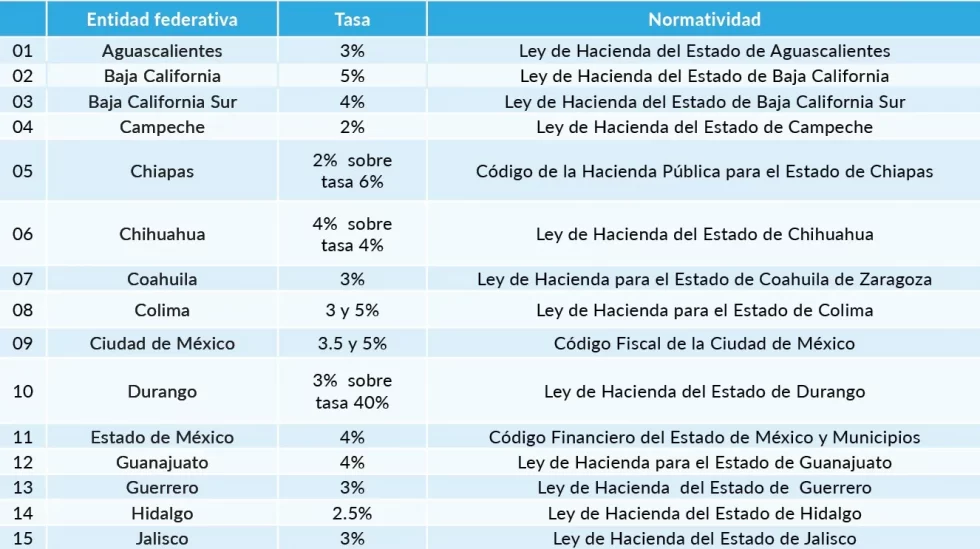 Entidad federativa Tasa Normatividad
01 Aguascalientes 3% Ley de Hacienda del Estado de Aguascalientes
02 Baja California 5% Ley de Hacienda del Estado de Baja California
03 Baja California Sur 4% Ley de Hacienda del Estado de Baja California Sur
04 Campeche 2% Ley de Hacienda del Estado de Campeche
05 Chiapas 2% sobre tasa 6% Código de la Hacienda Pública para el Estado de Chiapas
06 Chihuahua 4% sobre tasa 4% Ley de Hacienda del Estado de Chihuahua
07 Coahuila 3% Ley de Hacienda para el Estado de Coahuila de Zaragoza
08 Colima 3 y 5% Ley de Hacienda para el Estado de Colima
09 Ciudad de México 3.5 y 5% Código Fiscal de la Ciudad de México
10 Durango 3% sobre tasa 40% Ley de Hacienda del Estado de Durango
11 Estado de México 4% Código Financiero del Estado de México y Municipios
12 Guanajuato 4% Ley de Hacienda para el Estado de Guanajuato
13 Guerrero 3% Ley de Hacienda del Estado de Guerrero
14 Hidalgo 2.5% Ley de Hacienda del Estado de Hidalgo
15 Jalisco 3% Ley de Hacienda del Estado de Jalisco